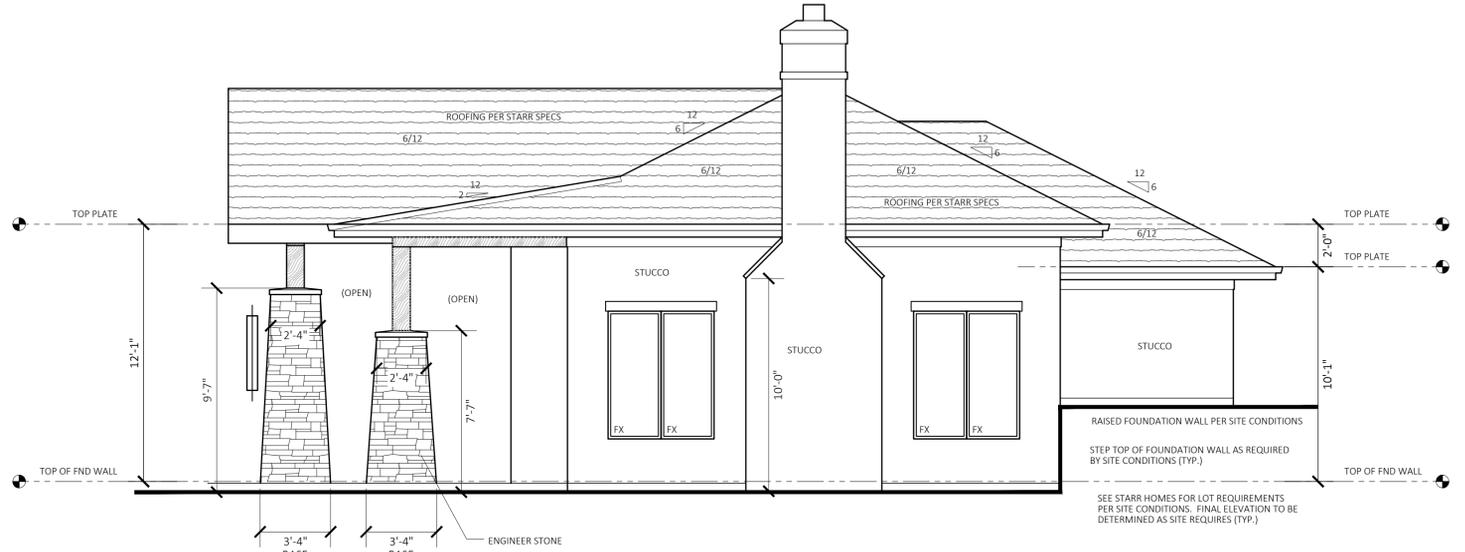 12
ROOFING PER STARR SPECS
6
6/12
12
6
12
6/12
6/12
6
12
2
ROOFING PER STARR SPECS
TOP PLATE
TOP PLATE
6/12
2'-0"
TOP PLATE
STUCCO
(OPEN)
(OPEN)
2'-4"
12'-1"
STUCCO
STUCCO
9'-7"
2'-4"
10'-0"
10'-1"
7'-7"
RAISED FOUNDATION WALL PER SITE CONDITIONS
FX
FX
FX
FX
STEP TOP OF FOUNDATION WALL AS REQUIRED
BY SITE CONDITIONS (TYP.)
TOP OF FND WALL
TOP OF FND WALL
SEE STARR HOMES FOR LOT REQUIREMENTS
PER SITE CONDITIONS. FINAL ELEVATION TO BE
DETERMINED AS SITE REQUIRES (TYP.)
3'-4"
3'-4"
ENGINEER STONE